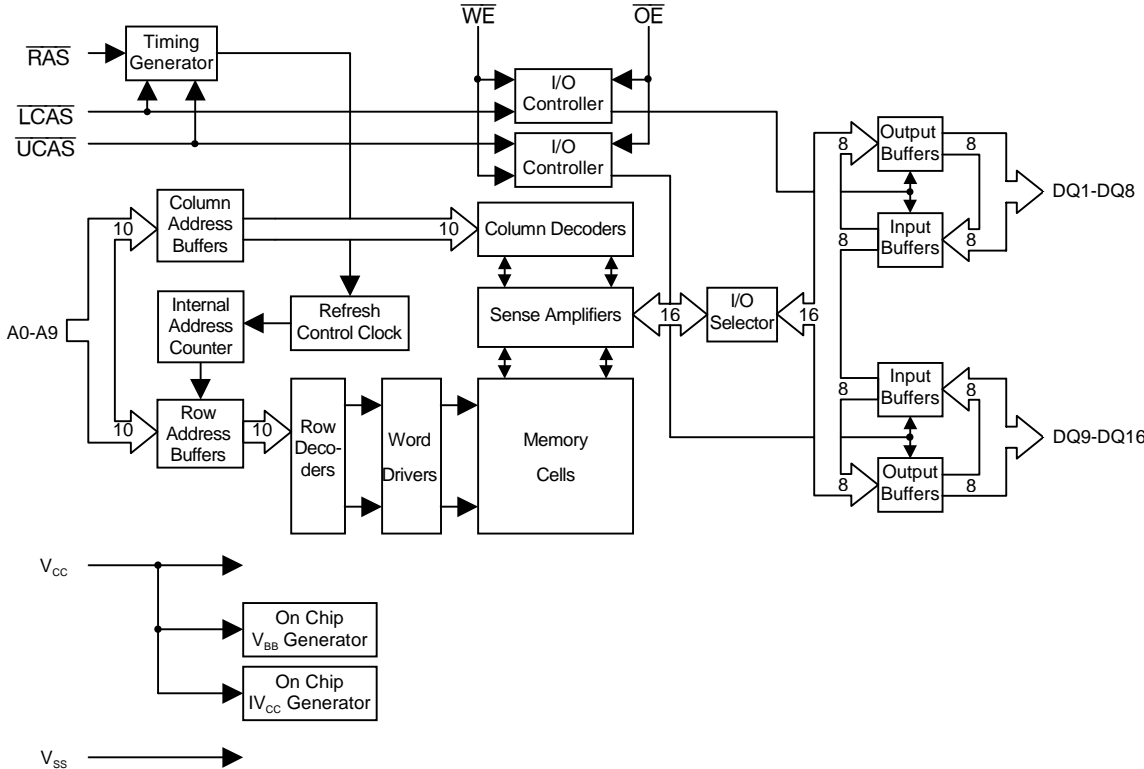 WE
OE
RAS
Timing
Generator
LCAS
UCAS
I/O
Controller
I/O
Controller
Output
Buffers
8
8
8
DQ1-DQ8
Input
Buffers
8
8
Column
Address
Buffers
10
10
Column Decoders
A0-A9
Internal
Address
Counter
Refresh
Control Clock
Sense Amplifiers
16
I/O
Selector
16
Row
Address
Buffers
10
10
Row
Deco-
ders
Word
Drivers
Memory
Cells
Input
Buffers
8
8
8
DQ9-DQ16
Output
Buffers
8
8
VCC
On Chip
VBB Generator
On Chip
IVCC Generator
VSS